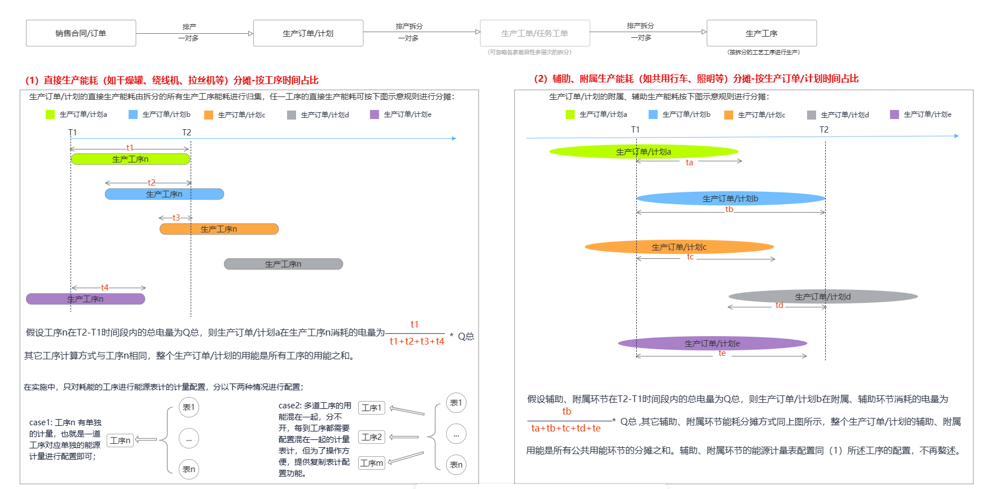 销售合同/订单
排产
一对多
生产订单/计划
排产拆分
一对多
生产工单/任务工单
(可忽略各家差异性多层次的拆分)
排产拆分
一对多
生产工序
(按拆分的工艺工序进行生产)
(1) 直接生产能耗（如干燥罐、绕线机、拉丝机等）分摊-按工序时间占比
生产订单/计划的直接生产能耗由拆分的所有生产工序能耗进行归集，任一工序的直接生产能耗可按下图示意规则进行分摊：
生产订单/计划a
生产订单/计划b
生产订单/计划c
生产订单/计划d
生产订单/计划e
T1
T2
t1
生产工序n
t2
生产工序n
t3
生产工序n
生产工序n
t4
生产工序n
假设工序n在T2-T1时间段内的总电量为Q总，则生产订单/计划a在生产工序n消耗的电量为
t1
t1+t2+t3+t4
* Q总
其它工序计算方式与工序n相同，整个生产订单/计划的用能是所有工序的用能之和。
在实施中，只对耗能的工序进行能源表计的计量配置，分以下两种情况进行配置；
case1: 工序n 有单独
的计量，也就是一道
工序对应单独的能源
计量进行配置即可；
工序n
表1
...
表n
case2: 多道工序的用
能混在一起，分不
开，每到工序都需要
配置混在一起的计量
表计，但为了操作方
便，提供复制表计配
置功能。
工序1
工序2
工序m
表1
...
表n
(2) 辅助、附属生产能耗（如共用行车、照明等）分摊-按生产订单/计划时间占比
生产订单/计划的附属、辅助生产能耗按下图示意规则进行分摊：
生产订单/计划a
生产订单/计划b
生产订单/计划c
生产订单/计划d
生产订单/计划e
T1
T2
生产订单/计划a
ta
生产订单/计划b
tb
生产订单/计划c
tc
生产订单/计划d
td
生产订单/计划e
te
假设辅助、附属环节在T2-T1时间段内的总电量为Q总，则生产订单/计划b在附属、辅助环节消耗的电量为
tb
ta+tb+tc+td+te
* Q总 ,其它辅助、附属环节能耗分摊方式同上图所示，整个生产订单/计划的辅助、附属
用能是所有公共用能环节的分摊之和。辅助、附属环节的能源计量表配置同（1）所述工序的配置，不再螯述。